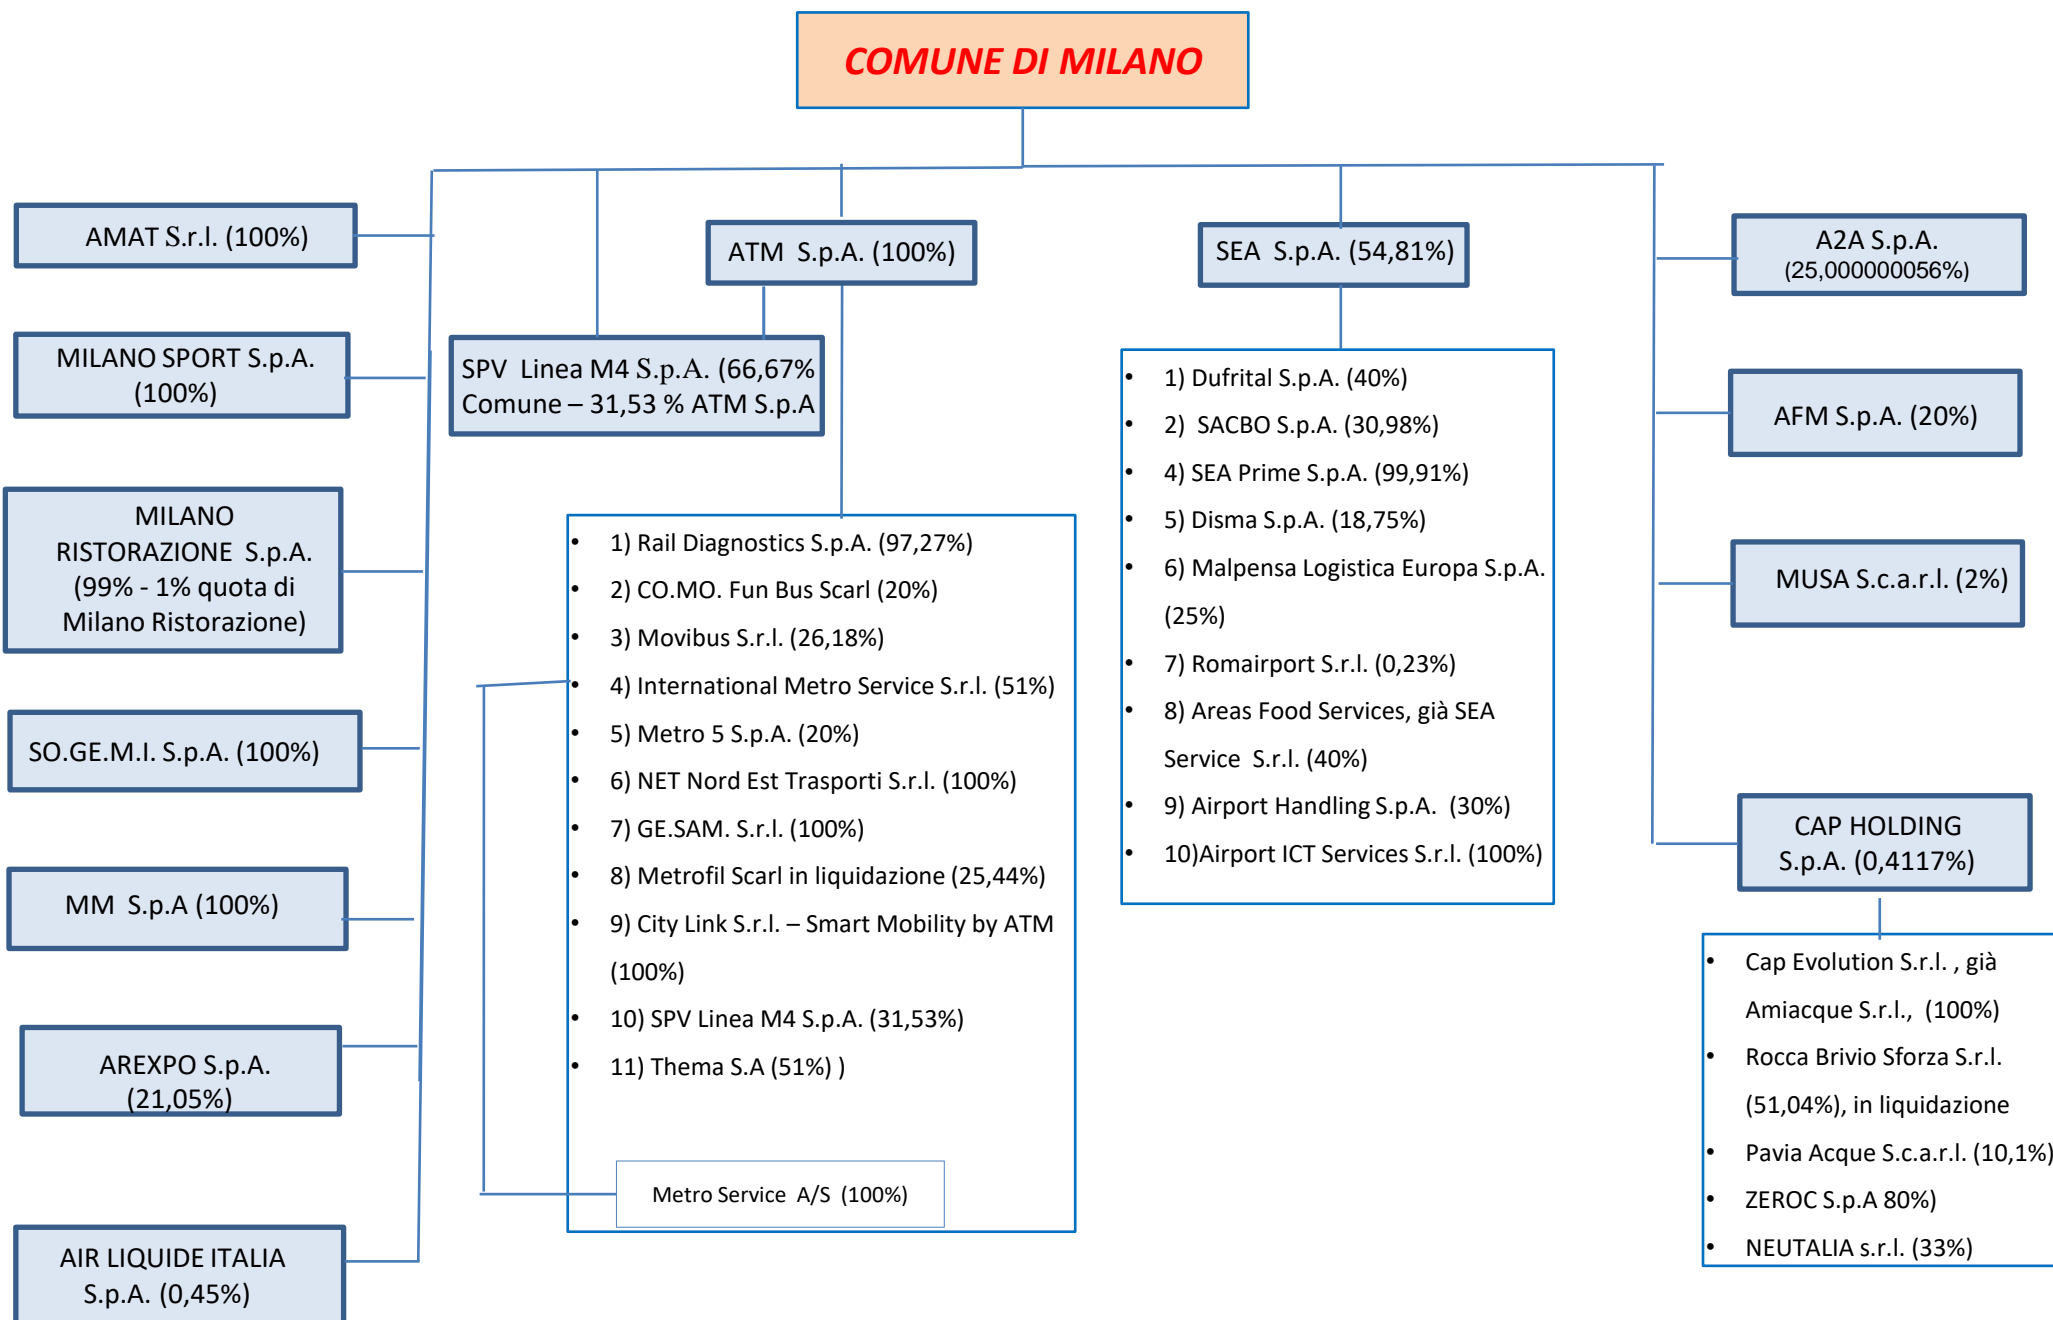 COMUNE DI MILANO
AMAT S.r.l. (100%)
MILANO SPORT S.p.A.
(100%)
MILANO
RISTORAZIONE S.p.A.
(99% - 1% quota di
Milano Ristorazione)
SO.GE.M.I. S.p.A. (100%)
MM S.p.A (100%)
AREXPO S.p.A.
(21,05%)
AIR LIQUIDE ITALIA
S.p.A. (0,45%)
ATM S.p.A. (100%)
SPV Linea M4 S.p.A. (66,67%
Comune – 31,53 % ATM S.p.A
• 1) Rail Diagnostics S.p.A. (97,27%)
• 2) CO.MO. Fun Bus Scarl (20%)
• 3) Movibus S.r.l. (26,18%)
• 4) International Metro Service S.r.l. (51%)
• 5) Metro 5 S.p.A. (20%)
• 6) NET Nord Est Trasporti S.r.l. (100%)
• 7) GE.SAM. S.r.l. (100%)
• 8) Metrofil Scarl in liquidazione (25,44%)
• 9) City Link S.r.l. – Smart Mobility by ATM
(100%)
• 10) SPV Linea M4 S.p.A. (31,53%)
• 11) Thema S.A (51%) )
Metro Service A/S (100%)
SEA S.p.A. (54,81%)
• 1) Dufrital S.p.A. (40%)
• 2) SACBO S.p.A. (30,98%)
• 4) SEA Prime S.p.A. (99,91%)
• 5) Disma S.p.A. (18,75%)
• 6) Malpensa Logistica Europa S.p.A.
(25%)
• 7) Romairport S.r.l. (0,23%)
• 8) Areas Food Services, già SEA
Service S.r.l. (40%)
• 9) Airport Handling S.p.A. (30%)
• 10)Airport ICT Services S.r.l. (100%)
A2A S.p.A.
(25,000000056%)
AFM S.p.A. (20%)
MUSA S.c.a.r.l. (2%)
CAP HOLDING
S.p.A. (0,4117%)
• Cap Evolution S.r.l. , già
Amiacque S.r.l., (100%)
• Rocca Brivio Sforza S.r.l.
(51,04%), in liquidazione
• Pavia Acque S.c.a.r.l. (10,1%)
• ZEROC S.p.A 80%)
• NEUTALIA s.r.l. (33%)